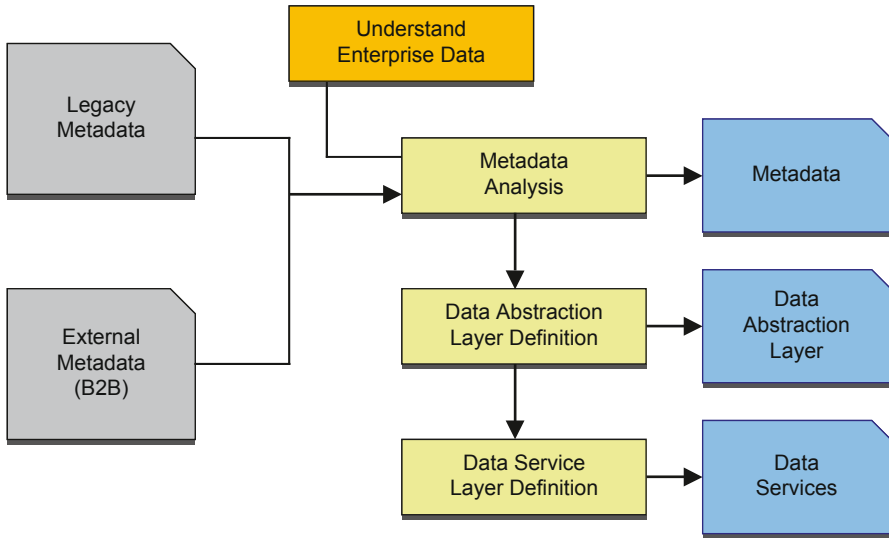 Understand
Enterprise Data
Legacy
Metadata
Metadata
Analysis
Metadata
External
Metadata
(B2B)
Data Abstraction
Layer Definition
Data
Abstraction
Layer
Data Service
Layer Definition
Data
Services